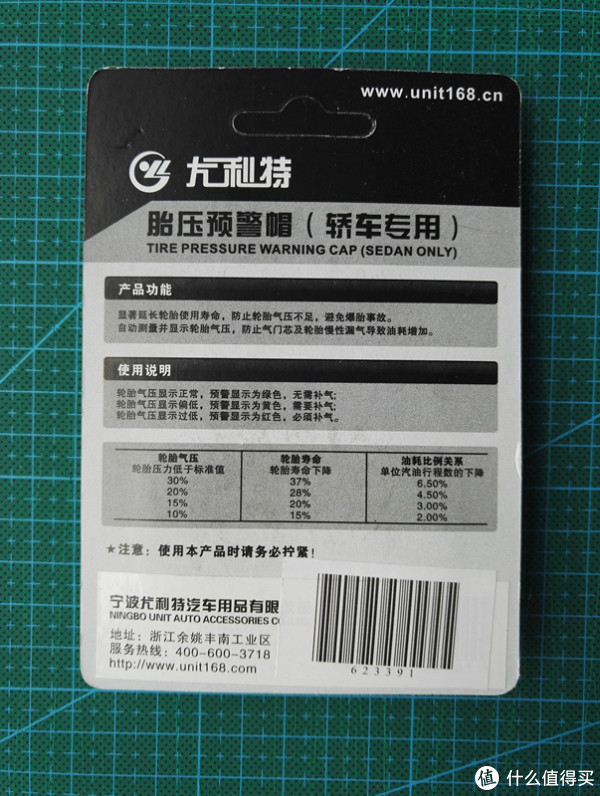 www.unit168.cn
尤利特
胎压预警帽（轿车专用）
TIRE PRESSURE WARNING CAP (SEDAN ONLY)
产品功能
显著延长轮胎使用寿命，防止轮胎气压不足，避免爆胎事故。
自动测量并显示轮胎气压，防止气门芯及轮胎慢性漏气导致油耗增加。
使用说明
轮胎气压显示正常，预警显示为绿色，无需补气；
轮胎气压显示偏低，预警显示为黄色，需要补气；
轮胎气压显示过低，预警显示为红色，必须补气。
轮胎气压 轮胎寿命 油耗比例关系
轮胎压力低于标准值 轮胎寿命下降 单位汽油行程数的下降
30% 37% 6.50%
20% 28% 4.50%
15% 20% 3.00%
10% 15% 2.00%
★注意：使用本产品时请务必拧紧！
宁波尤利特汽车用品有限
NINGBO UNIT AUTO ACCESSORIES CO
地址：浙江余姚丰南工业区
服务热线：400-600-3718
http://www.unit168.com
623391
值 什么值得买